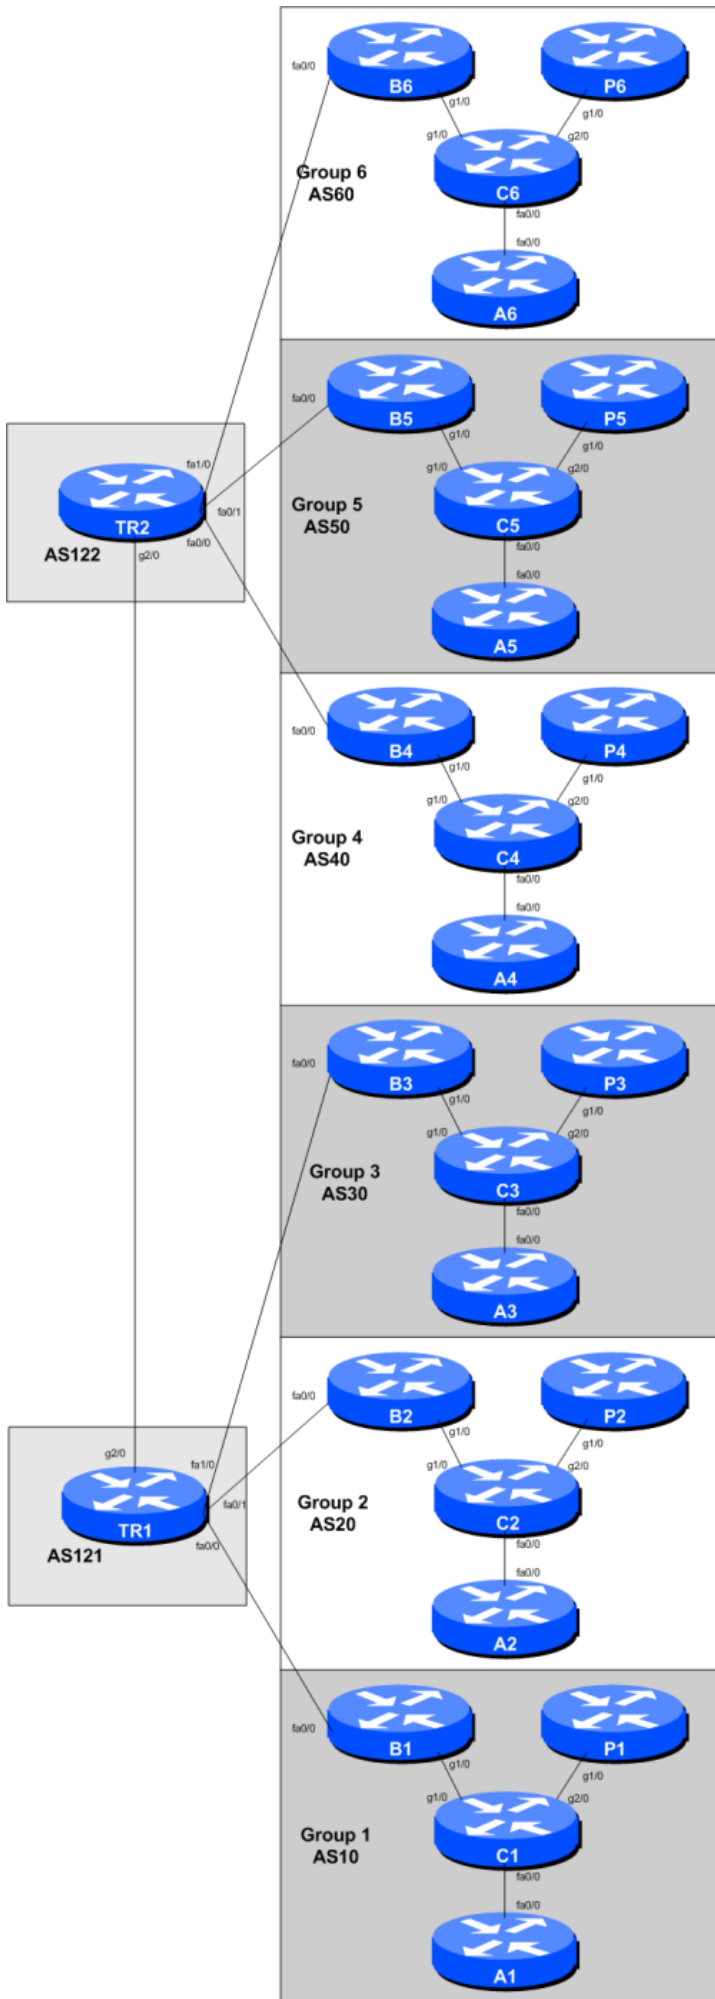 fa0/0
B6
P6
g1/0
g1/0
g1/0
g2/0
Group 6
AS60
C6
fa0/0
fa0/0
A6
fa0/0
B5
P5
g1/0
g1/0
g1/0
g2/0
Group 5
AS50
C5
fa0/0
fa0/0
A5
fa1/0
fa0/1
TR2
fa0/0
AS122
g2/0
fa0/0
B4
P4
g1/0
g1/0
g1/0
g2/0
Group 4
AS40
C4
fa0/0
fa0/0
A4
fa0/0
B3
P3
g1/0
g1/0
g1/0
g2/0
Group 3
AS30
C3
fa0/0
fa0/0
A3
fa0/0
B2
P2
g1/0
g1/0
g1/0
g2/0
Group 2
AS20
C2
fa0/0
fa0/0
A2
g2/0
fa1/0
fa0/1
TR1
fa0/0
AS121
fa0/0
B1
P1
g1/0
g1/0
g1/0
g2/0
Group 1
AS10
C1
fa0/0
fa0/0
A1